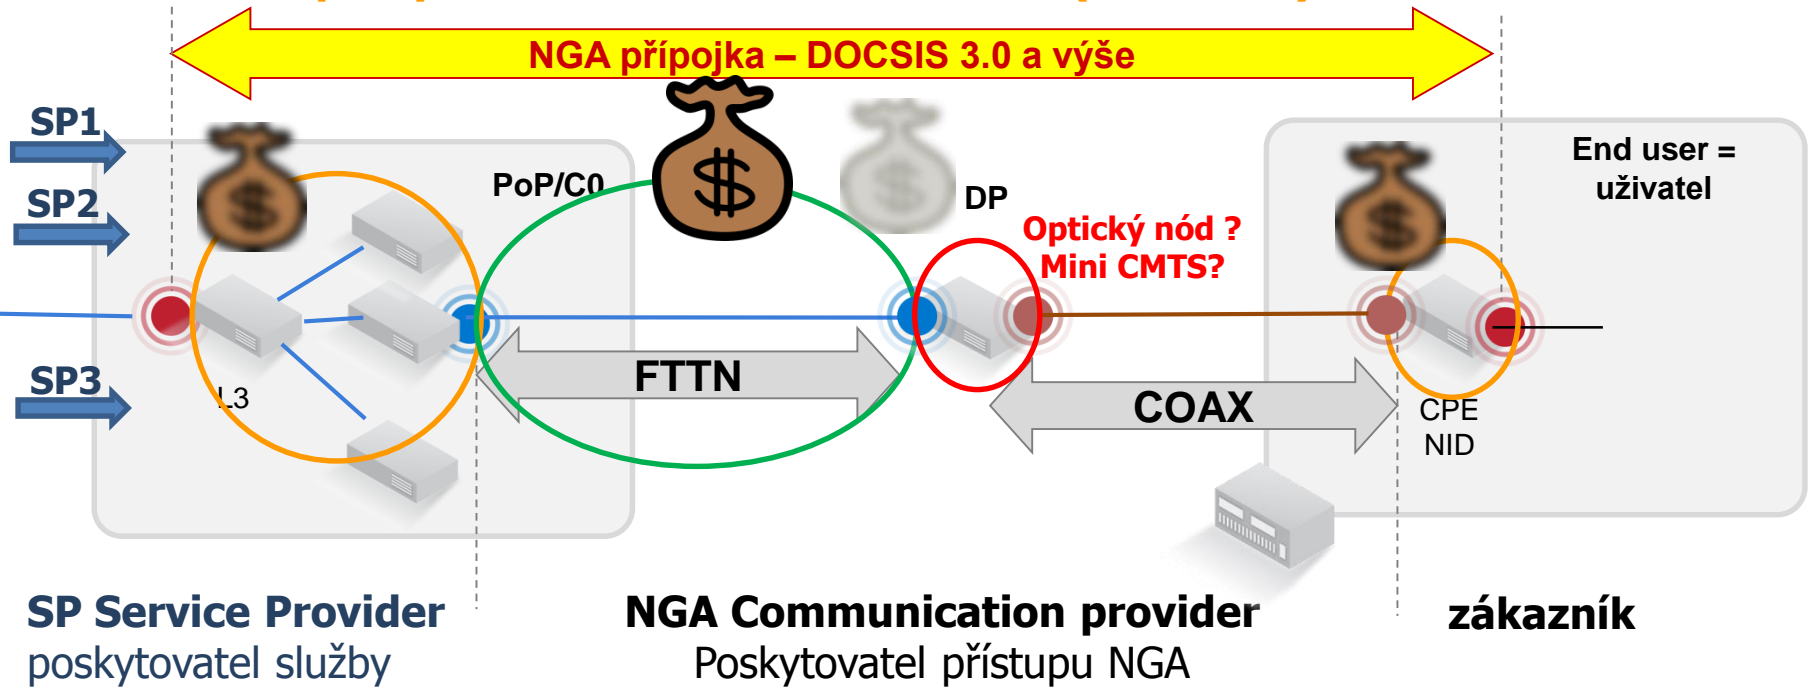 NGA přípojka – DOCSIS 3.0 a výše
SP1
SP2
SP3
PoP/C0
L3
FTTN
DP
Optický nód ?
Mini CMTS?
COAX
End user =
uživatel
CPE
NID
SP Service Provider
poskytovatel služby
NGA Communication provider
Poskytovatel přístupu NGA
zákazník